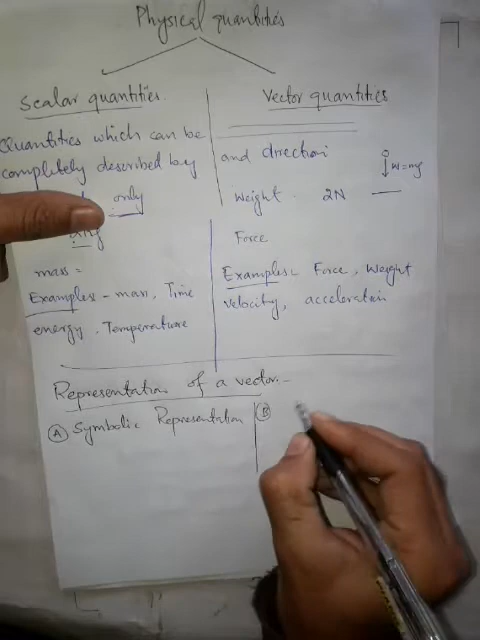 Physical quantities
Scalar quantities.
Quantities which can be
completely described by
only
mass =
Examples - mass, Time
energy, Temperature
Vector quantities
and direction
W=mg
Weight - 2N
Force
Examples - Force, Weight
velocity, acceleration
Representation of a vector -
A Symbolic Representation
B